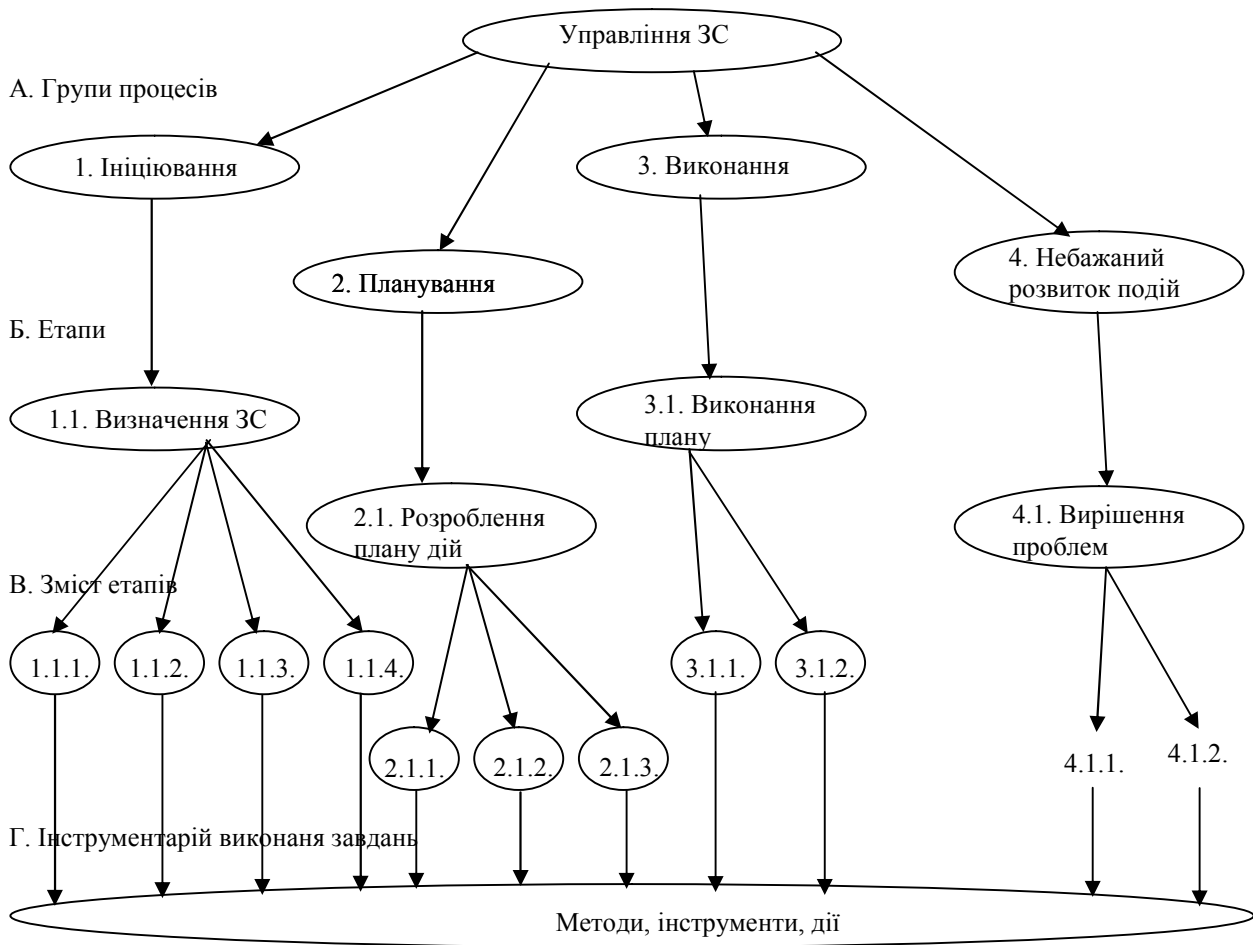 Управління ЗС
А. Групи процесів
1. Ініціювання
3. Виконання
2. Планування
4. Небажаний
розвиток подій
Б. Етапи
1.1. Визначення ЗС
3.1. Виконання
плану
2.1. Розроблення
плану дій
4.1. Вирішення
проблем
В. Зміст етапів
1.1.1.
1.1.2.
1.1.3.
1.1.4.
3.1.1.
3.1.2.
2.1.1.
2.1.2.
2.1.3.
4.1.1.
4.1.2.
Г. Інструментарій виконаня завдань
Методи, інструменти, дії